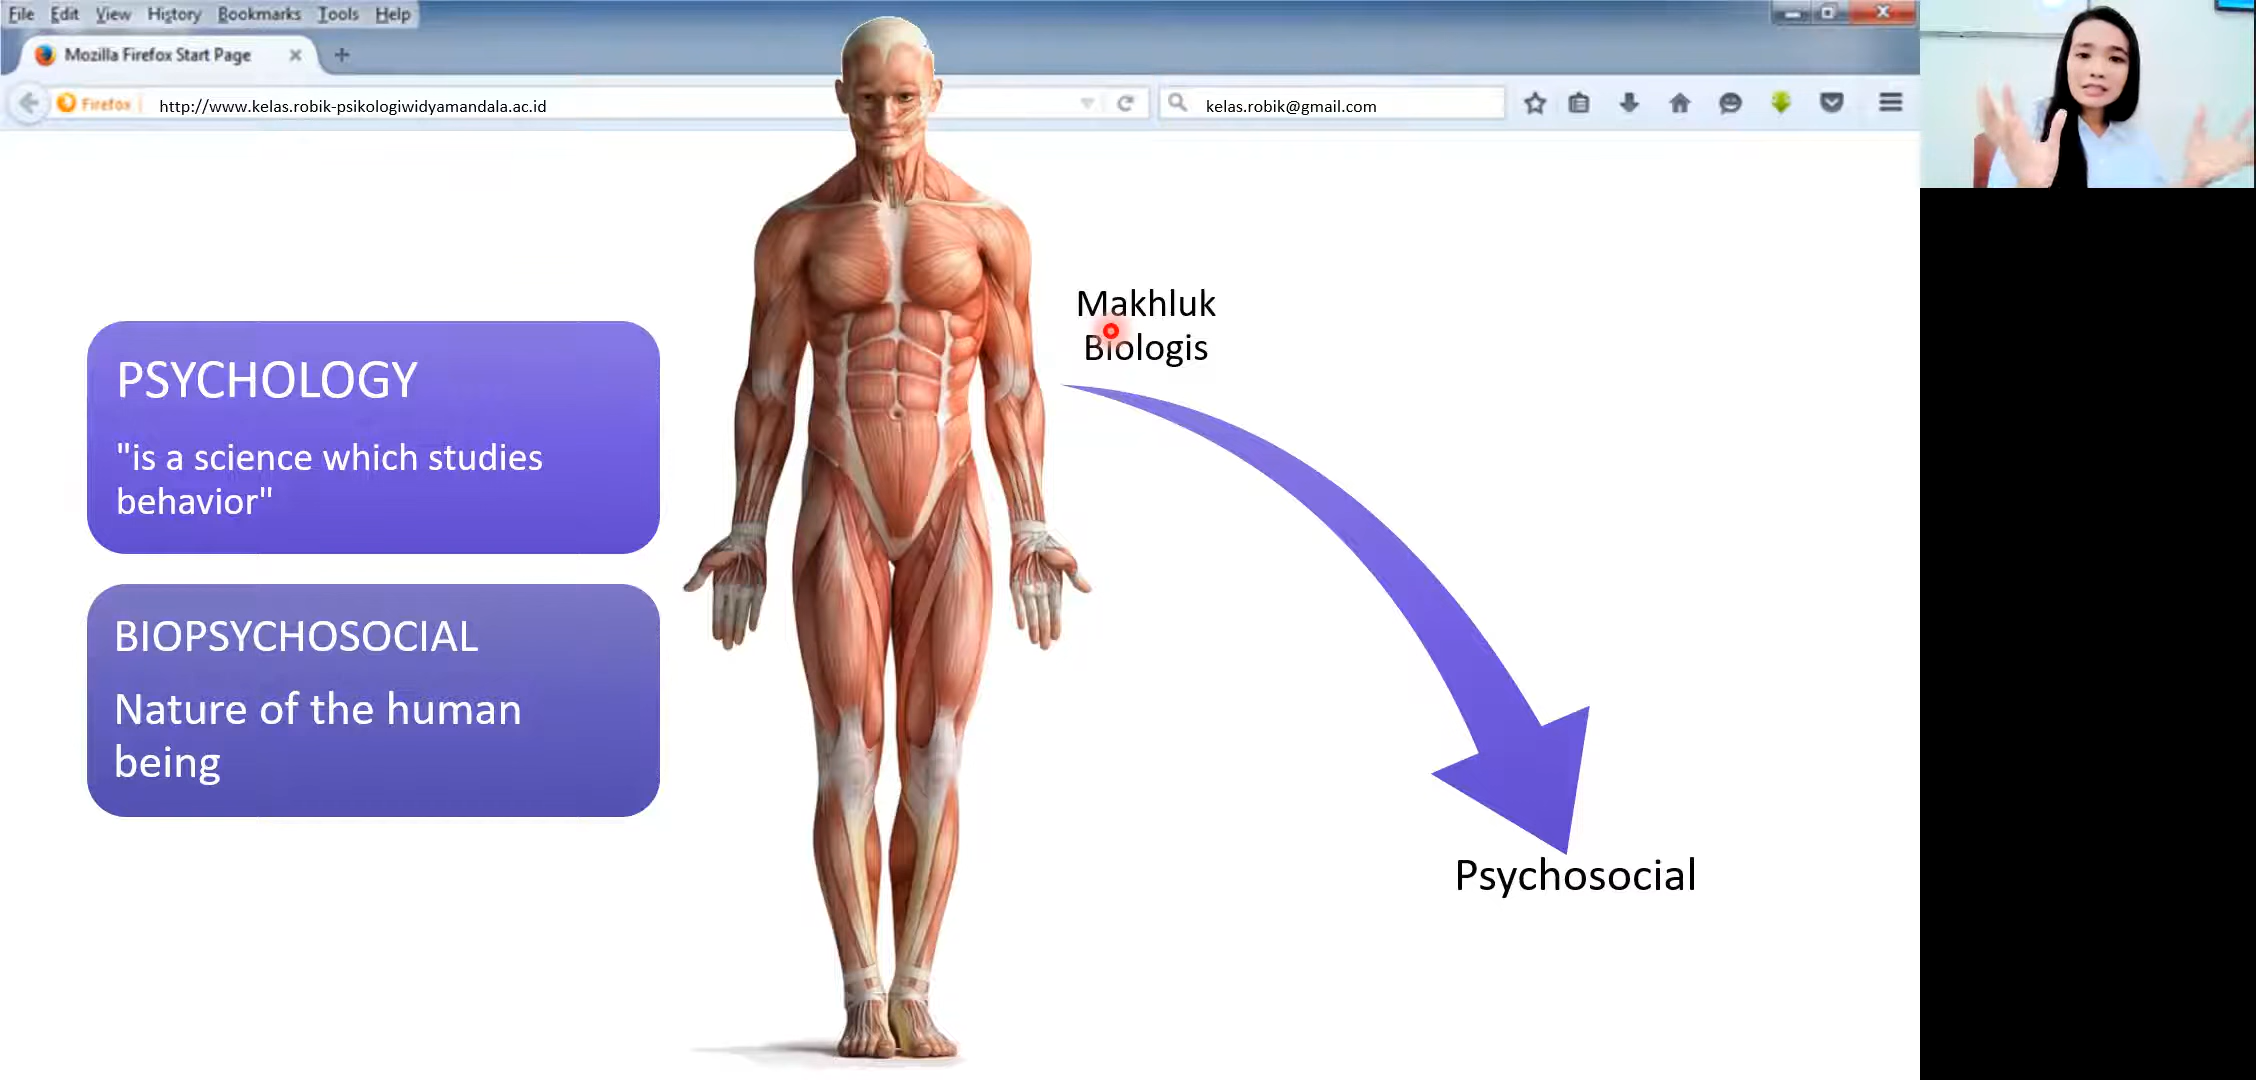 File Edit View History Bookmarks Tools Help
Mozilla Firefox Start Page
Firefox
http://www.kelas.robik-psikologiwidyamandala.ac.id
kelas.robik@gmail.com
PSYCHOLOGY
"is a science which studies
behavior"
BIOPSYCHOSOCIAL
Nature of the human
being
Makhluk
Biologis
Psychosocial